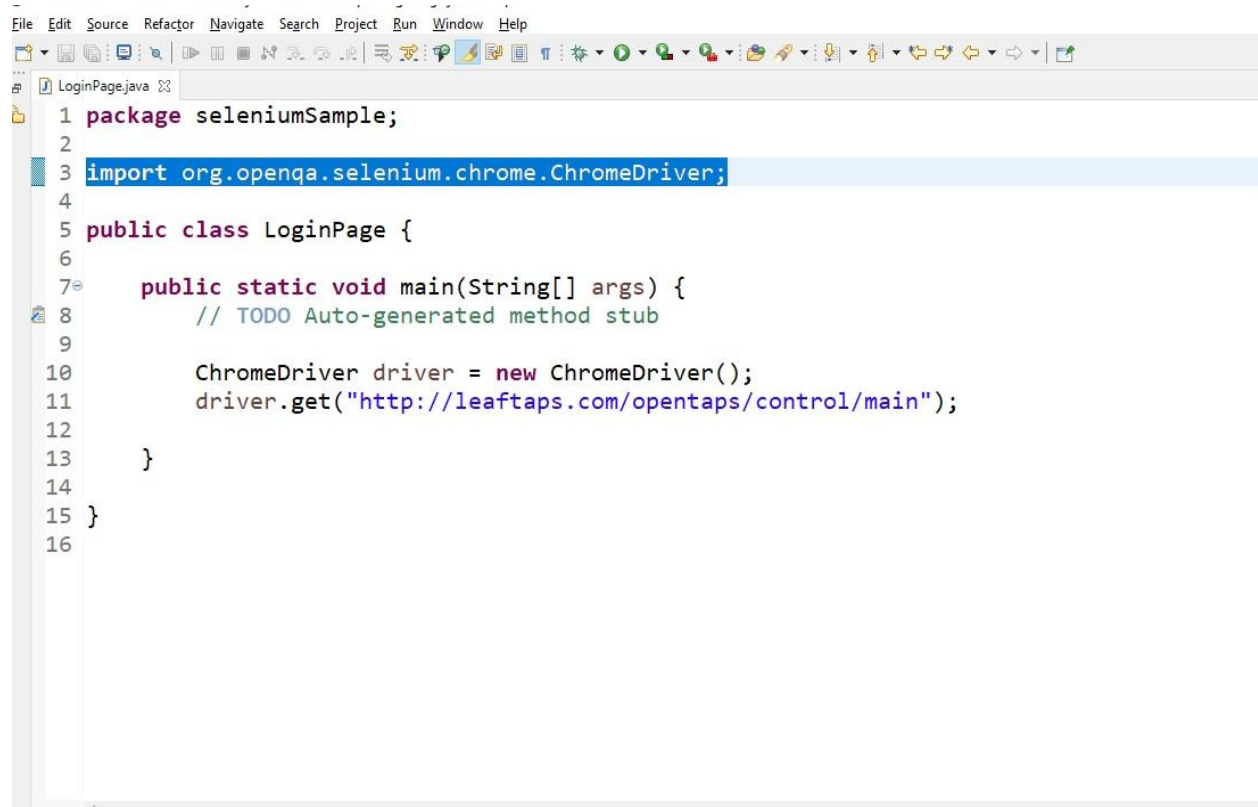 File Edit Source Refactor Navigate Search Project Run Window Help
LoginPage.java
1 package seleniumSample;
2
3 import org.openqa.selenium.chrome.ChromeDriver;
4
5 public class LoginPage {
6
7 public static void main(String[] args) {
8 // TODO Auto-generated method stub
9
10 ChromeDriver driver = new ChromeDriver();
11 driver.get("http://leaftaps.com/opentaps/control/main");
12
13 }
14
15 }
16